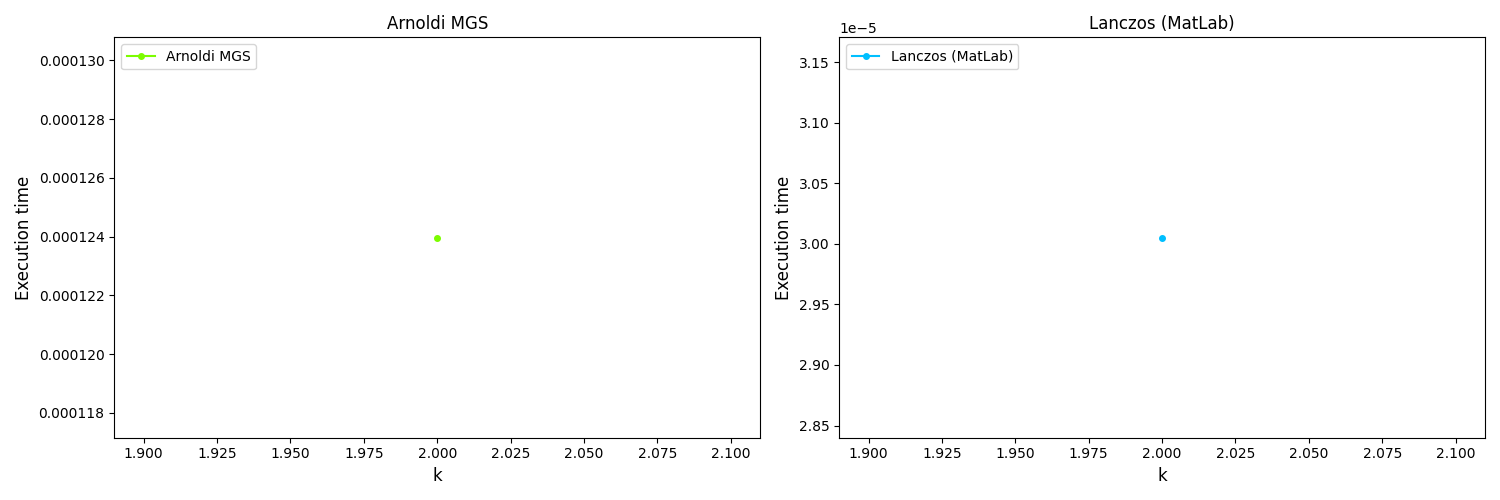 Arnoldi MGS
Arnoldi MGS
0.000130
0.000128
0.000126
0.000124
0.000122
0.000120
0.000118
Execution time
1.900 1.925 1.950 1.975 2.000 2.025 2.050 2.075 2.100
k
Lanczos (MatLab)
1e−5
Lanczos (MatLab)
3.15
3.10
3.05
3.00
2.95
2.90
2.85
Execution time
1.900 1.925 1.950 1.975 2.000 2.025 2.050 2.075 2.100
k